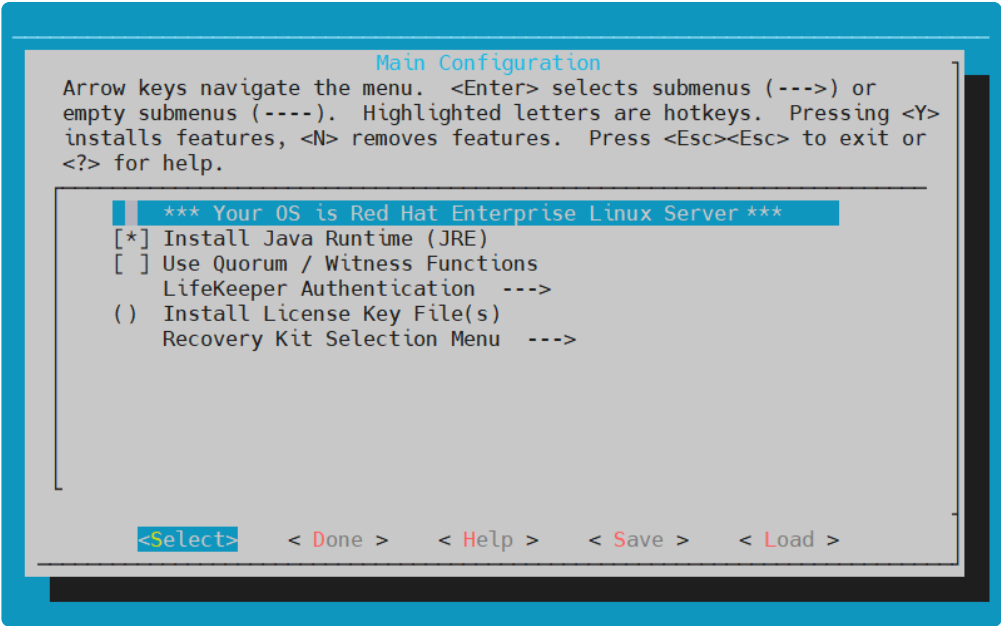 Main Configuration
Arrow keys navigate the menu.  <Enter> selects submenus (--->) or
empty submenus (----).  Highlighted letters are hotkeys.  Pressing <Y>
installs features, <N> removes features.  Press <Esc><Esc> to exit or
<?> for help.
*** Your OS is Red Hat Enterprise Linux Server ***
[*] Install Java Runtime (JRE)
[ ] Use Quorum / Witness Functions
LifeKeeper Authentication  --->
()  Install License Key File(s)
Recovery Kit Selection Menu  --->
<Select>    < Done >    < Help >    < Save >    < Load >